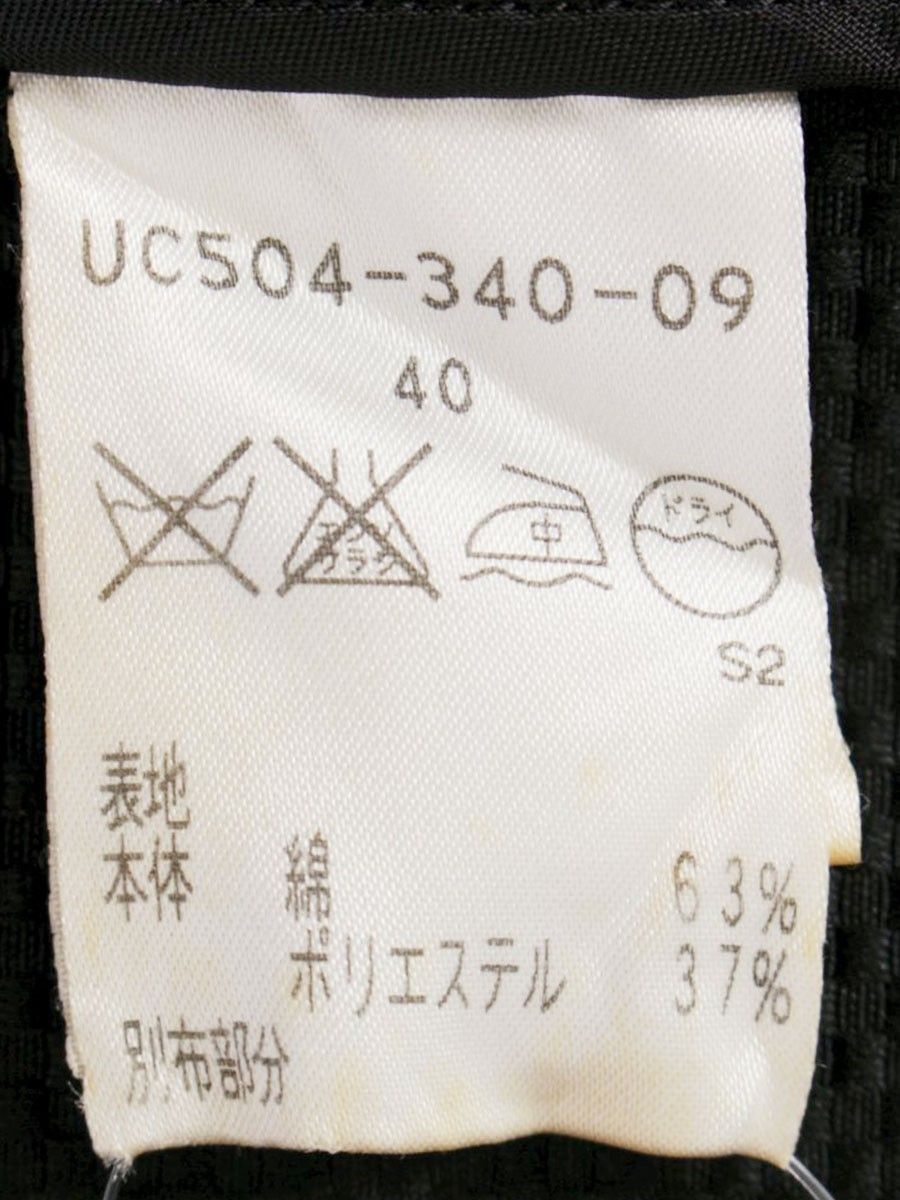 UC504-340-09
40
中
ドライ
S2
表地
本体 綿 63%
ポリエステル 37%
別布部分